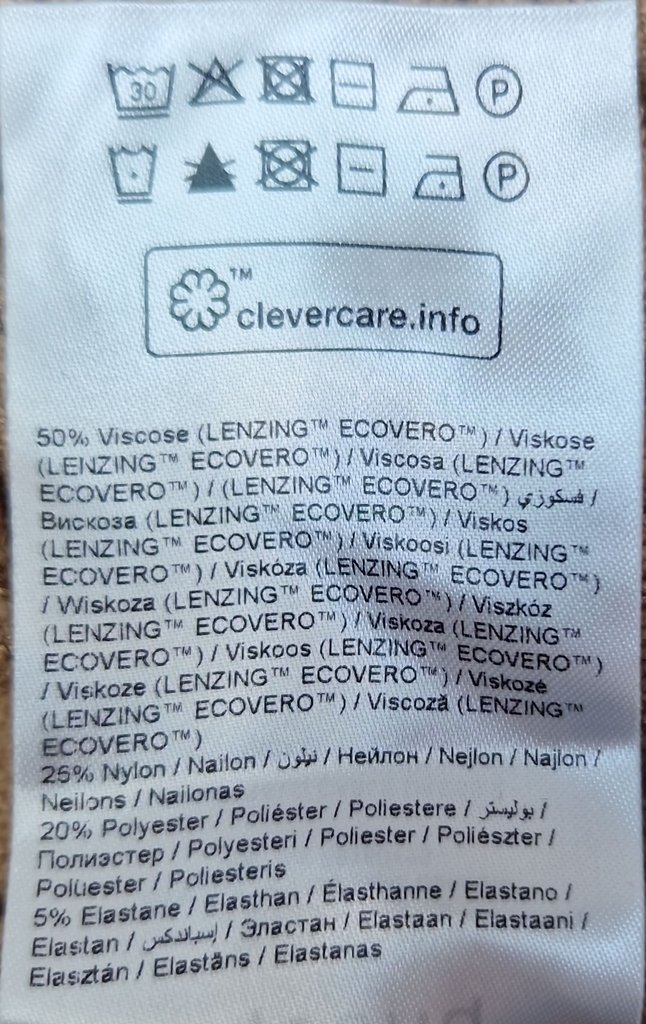 30 P
P
™
clevercare.info
50% Viscose (LENZING™ ECOVERO™) / Viskose
(LENZING™ ECOVERO™) / Viscosa (LENZING™
ECOVERO™) / (LENZING™ ECOVERO™) فسكوزي /
Вискоза (LENZING™ ECOVERO™) / Viskos
(LENZING™ ECOVERO™) / Viskoosi (LENZING™
ECOVERO™) / Viskóza (LENZING™ ECOVERO™)
/ Wiskoza (LENZING™ ECOVERO™) / Viszkóz
(LENZING™ ECOVERO™) / Viskoza (LENZING™
ECOVERO™) / Viskoos (LENZING™ ECOVERO™)
/ Viskoze (LENZING™ ECOVERO™) / Viskozė
(LENZING™ ECOVERO™) / Viscoză (LENZING™
ECOVERO™)
25% Nylon / Nailon / نيلون / Нейлон / Nejlon / Najlon /
Neilons / Nailonas
20% Polyester / Poliéster / Poliestere / بوليستر /
Полиэстер / Polyesteri / Poliester / Poliészter /
Polüester / Poliesteris
5% Elastane / Elasthan / Élasthanne / Elastano /
Elastan / إسباندكس / Эластан / Elastaan / Elastaani /
Elasztán / Elastāns / Elastanas